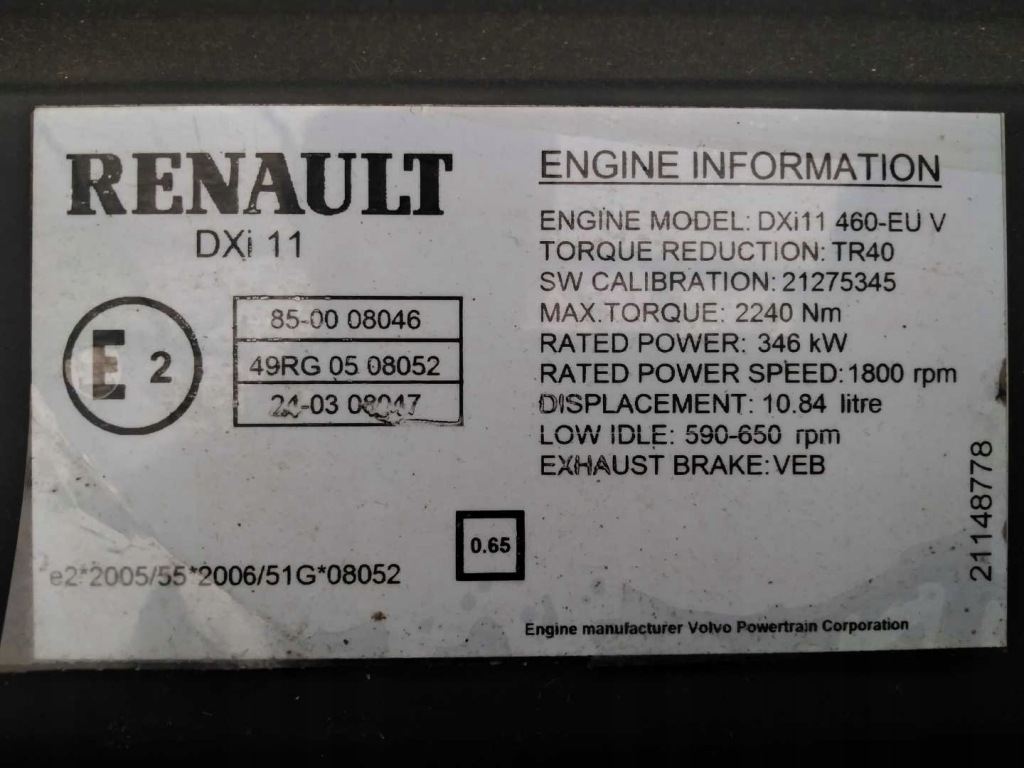 RENAULT
DXi 11
E 2
85-00 08046
49RG 05 08052
24-03 08047
e2*2005/55*2006/51G*08052
0.65
ENGINE INFORMATION
ENGINE MODEL: DXi11 460-EU V
TORQUE REDUCTION: TR40
SW CALIBRATION: 21275345
MAX.TORQUE: 2240 Nm
RATED POWER: 346 kW
RATED POWER SPEED: 1800 rpm
DISPLACEMENT: 10.84 litre
LOW IDLE: 590-650 rpm
EXHAUST BRAKE: VEB
21148778
Engine manufacturer Volvo Powertrain Corporation